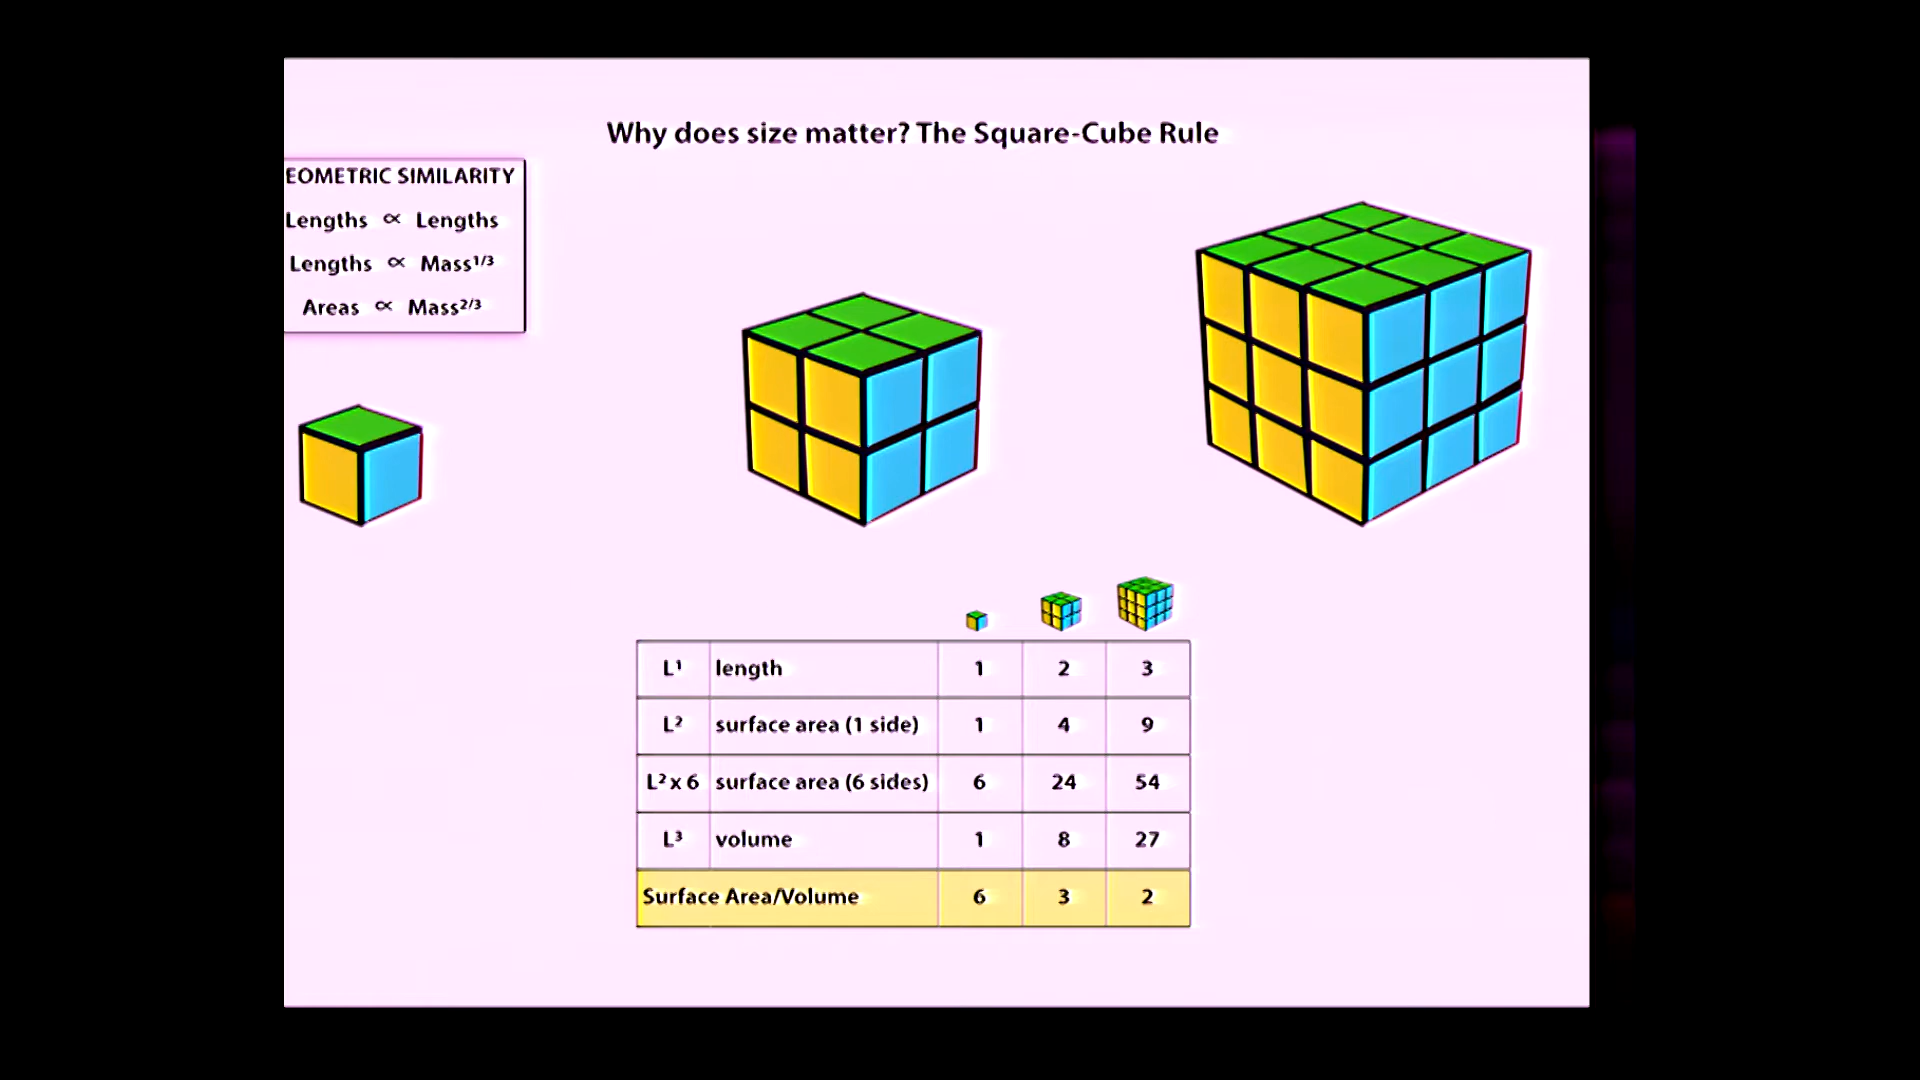 Why does size matter? The Square-Cube Rule
EOMETRIC SIMILARITY
Lengths ∝ Lengths
Lengths ∝ Mass¹/³
Areas ∝ Mass²/³
L¹ length 1 2 3
L² surface area (1 side) 1 4 9
L² x 6 surface area (6 sides) 6 24 54
L³ volume 1 8 27
Surface Area/Volume 6 3 2